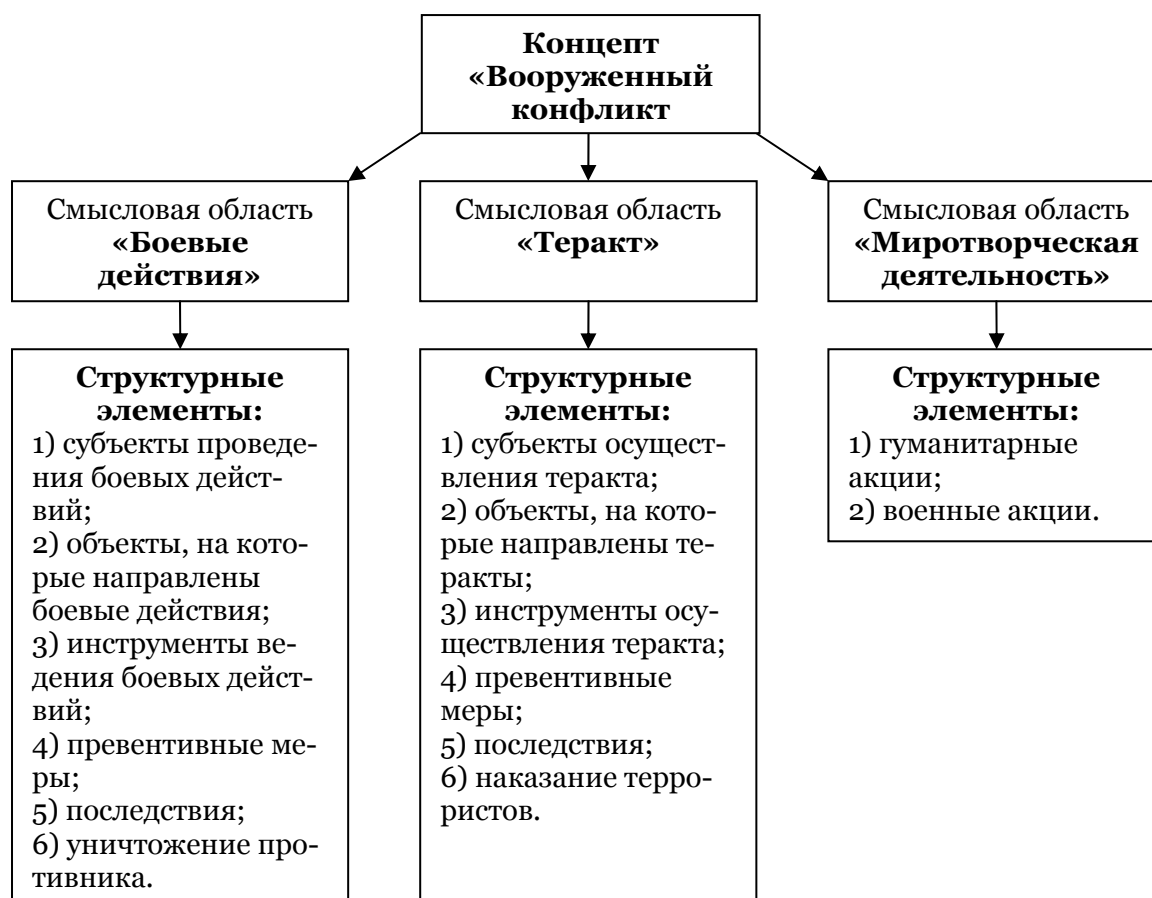 Концепт
«Вооруженный
конфликт
Смысловая область
«Боевые
действия»
Смысловая область
«Теракт»
Смысловая область
«Миротворческая
деятельность»
Структурные
элементы:
1) субъекты проведе-
ния боевых дейст-
вий;
2) объекты, на кото-
рые направлены
боевые действия;
3) инструменты ве-
дения боевых дейст-
вий;
4) превентивные ме-
ры;
5) последствия;
6) уничтожение про-
тивника.
Структурные
элементы:
1) субъекты осущест-
вления теракта;
2) объекты, на кото-
рые направлены те-
ракты;
3) инструменты осу-
ществления теракта;
4) превентивные
меры;
5) последствия;
6) наказание терро-
ристов.
Структурные
элементы:
1) гуманитарные
акции;
2) военные акции.